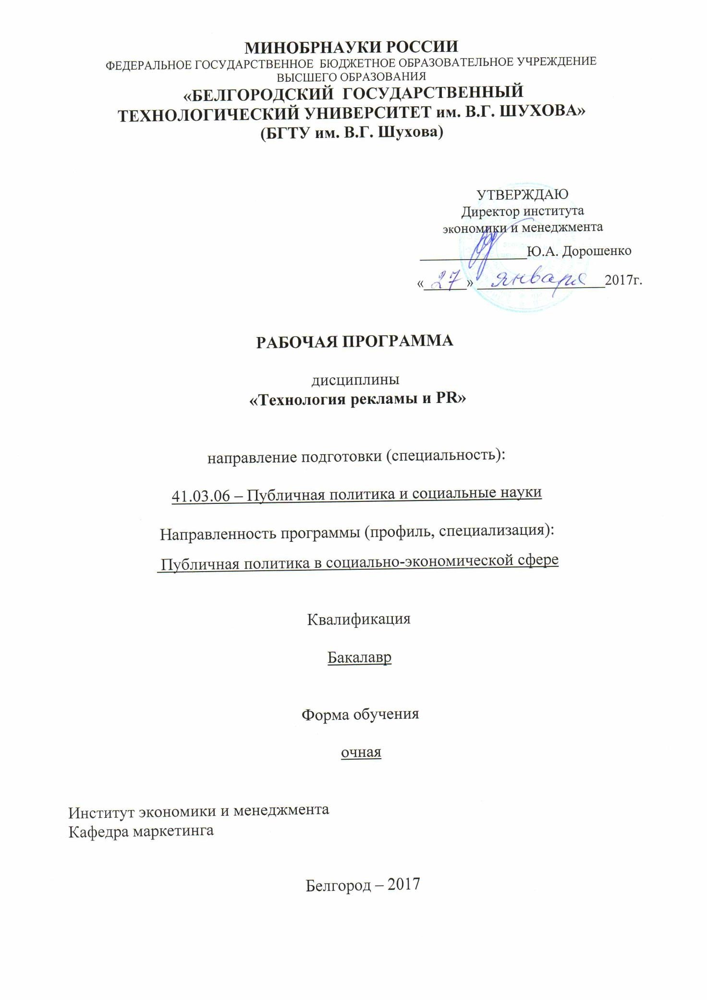 МИНОБРНАУКИ РОССИИ
ФЕДЕРАЛЬНОЕ ГОСУДАРСТВЕННОЕ БЮДЖЕТНОЕ ОБРАЗОВАТЕЛЬНОЕ УЧРЕЖДЕНИЕ
ВЫСШЕГО ОБРАЗОВАНИЯ
«БЕЛГОРОДСКИЙ ГОСУДАРСТВЕННЫЙ
ТЕХНОЛОГИЧЕСКИЙ УНИВЕРСИТЕТ им. В.Г. ШУХОВА»
(БГТУ им. В.Г. Шухова)
УТВЕРЖДАЮ
Директор института
экономики и менеджмента
Ю.А. Дорошенко
«27» января 2017г.
РАБОЧАЯ ПРОГРАММА
дисциплины
«Технология рекламы и PR»
направление подготовки (специальность):
41.03.06 – Публичная политика и социальные науки
Направленность программы (профиль, специализация):
Публичная политика в социально-экономической сфере
Квалификация
Бакалавр
Форма обучения
очная
Институт экономики и менеджмента
Кафедра маркетинга
Белгород – 2017